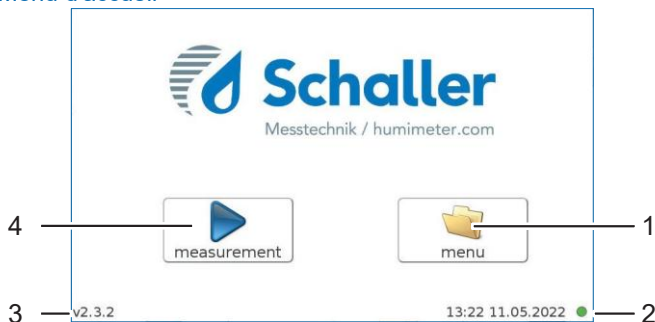 Schaller
Messtechnik / humimeter.com
4
measurement
menu
1
3
v2.3.2
13:22 11.05.2022
2